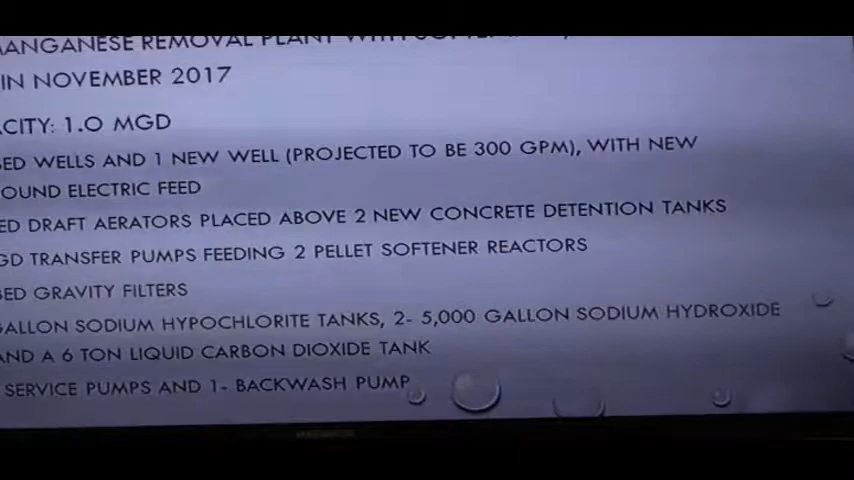 MANGANESE REMOVAL PLANT WITH
IN NOVEMBER 2017
ACITY: 1.0 MGD
SED WELLS AND 1 NEW WELL (PROJECTED TO BE 300 GPM), WITH NEW
OUND ELECTRIC FEED
ED DRAFT AERATORS PLACED ABOVE 2 NEW CONCRETE DETENTION TANKS
GD TRANSFER PUMPS FEEDING 2 PELLET SOFTENER REACTORS
SED GRAVITY FILTERS
GALLON SODIUM HYPOCHLORITE TANKS, 2- 5,000 GALLON SODIUM HYDROXIDE
AND A 6 TON LIQUID CARBON DIOXIDE TANK
SERVICE PUMPS AND 1- BACKWASH PUMP